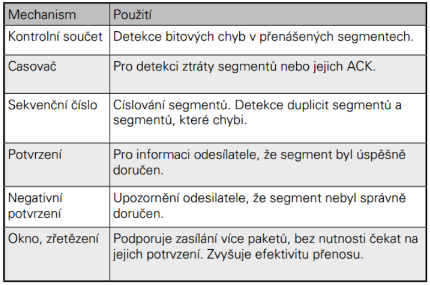 Mechanism Použití
Kontrolní součet Detekce bitových chyb v přenášených segmentech.
Časovač Pro detekci ztráty segmentů nebo jejich ACK.
Sekvenční číslo Číslování segmentů. Detekce duplicit segmentů a
segmentů, které chybi.
Potvrzení Pro informaci odesílatele, že segment byl úspěšně
doručen.
Negativní Upozornění odesilatele, že segment nebyl správně
potvrzení doručen.
Okno, zřetězení Podporuje zasílání více paketů, bez nutnosti čekat na
jejich potvrzení. Zvyšuje efektivitu přenosu.